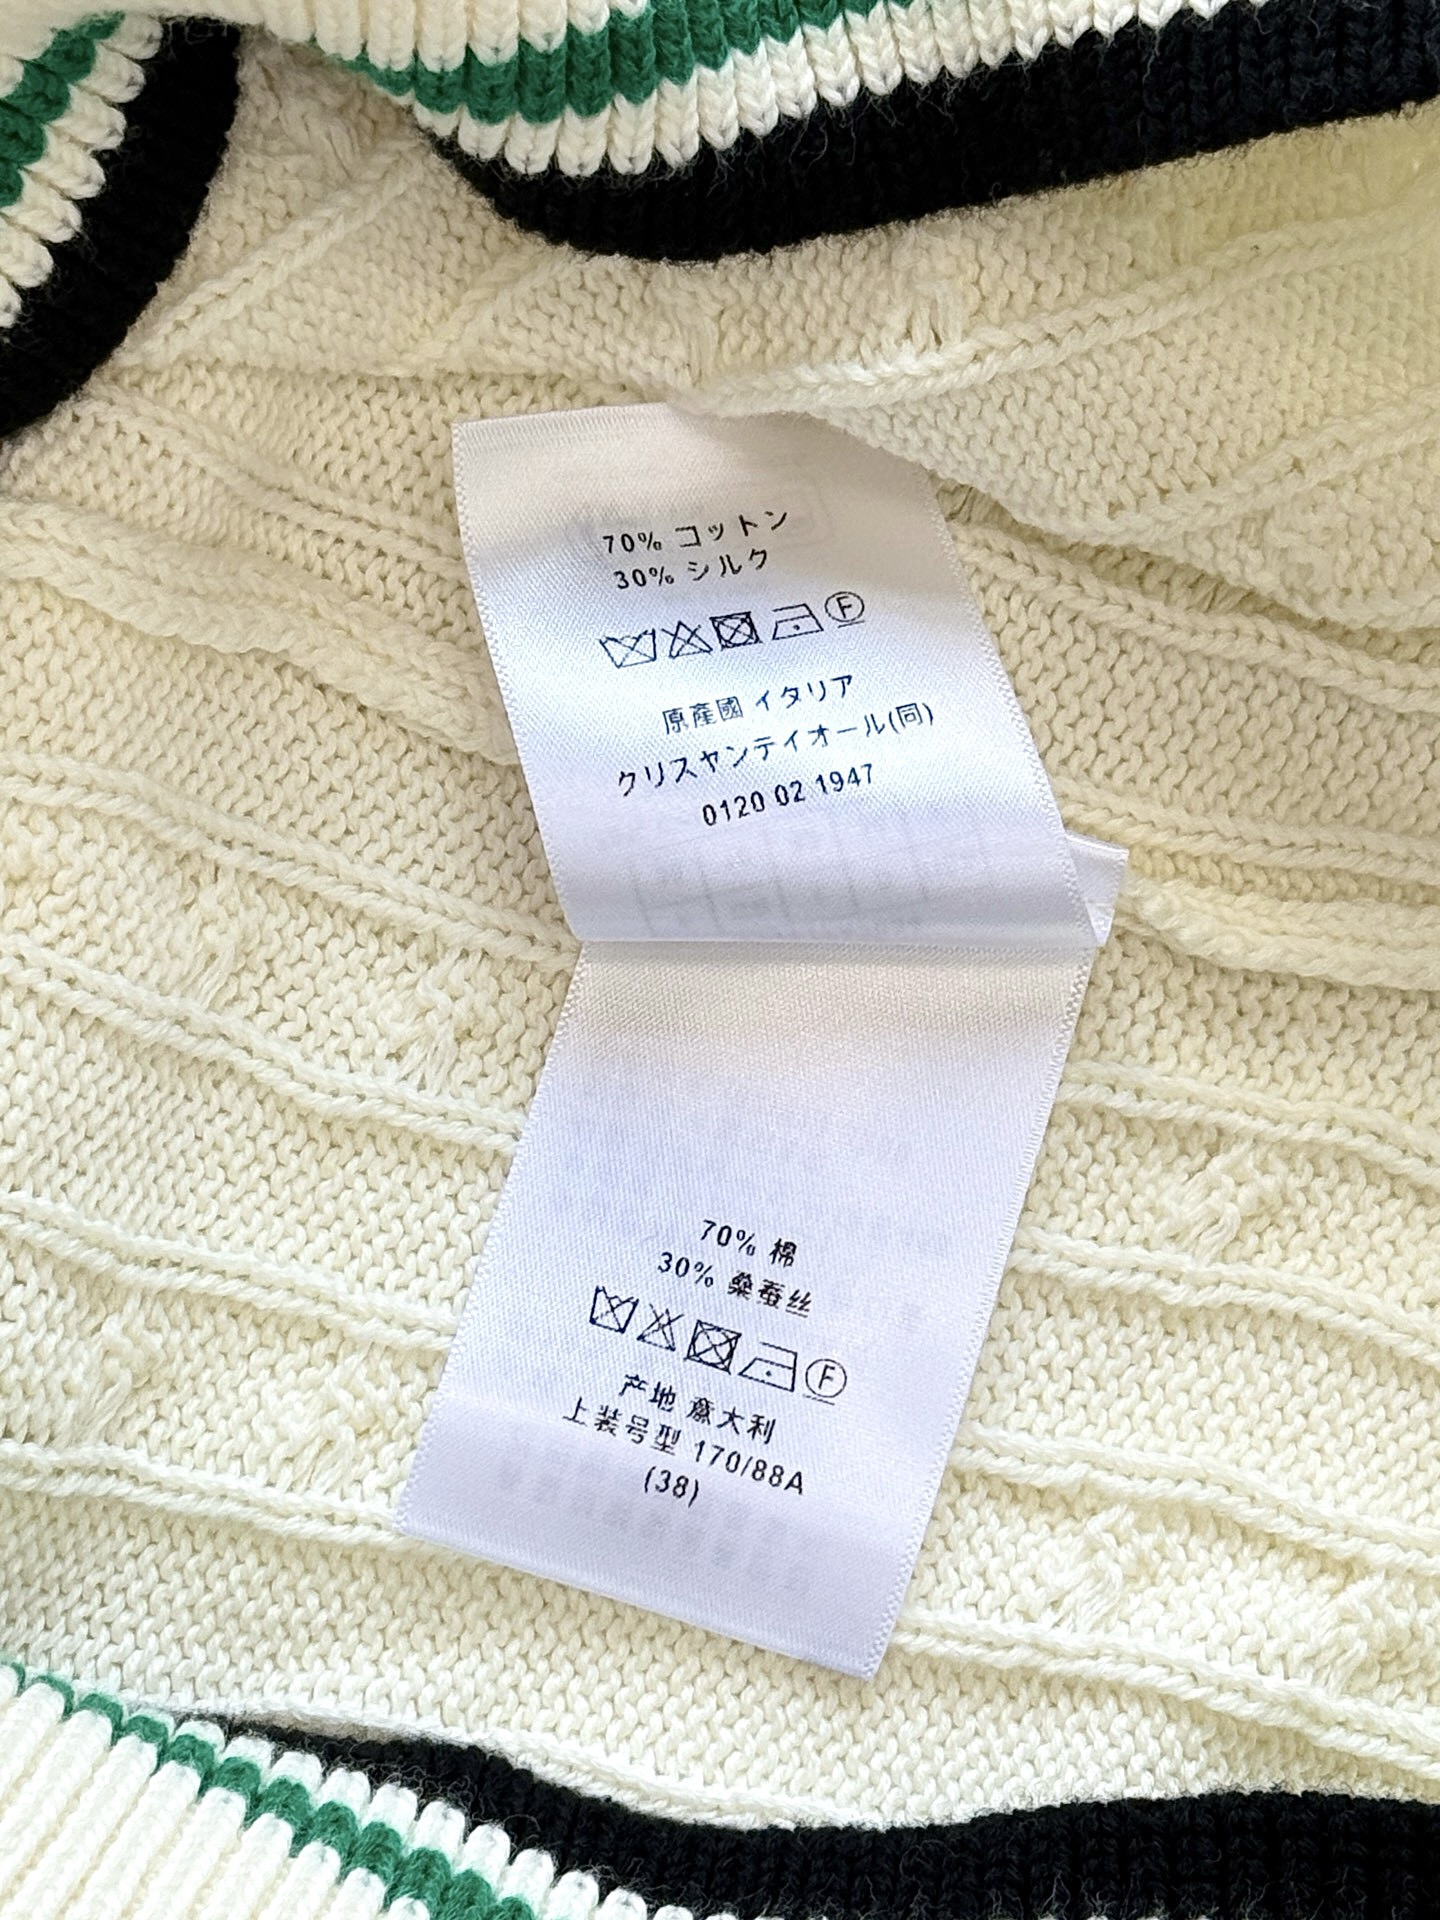 70% コットン
30% シルク
F
原産國 イタリア
クリスヤンテイオール(同)
0120 02 1947
70% 棉
30% 桑蚕丝
F
产地 意大利
上装号型 170/88A
(38)